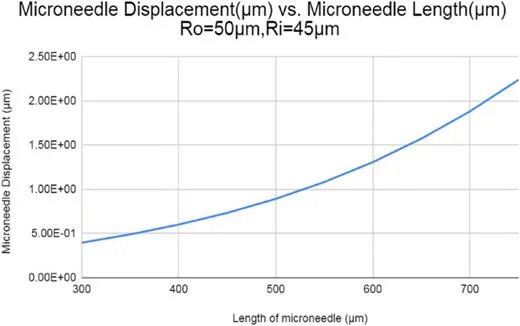 Microneedle Displacement(μm) vs. Microneedle Length(μm)
Ro=50μm,Ri=45μm
Microneedle Displacement (μm)
2.50E+00
2.00E+00
1.50E+00
1.00E+00
5.00E-01
0.00E+00
300 400 500 600 700
Length of microneedle (μm)